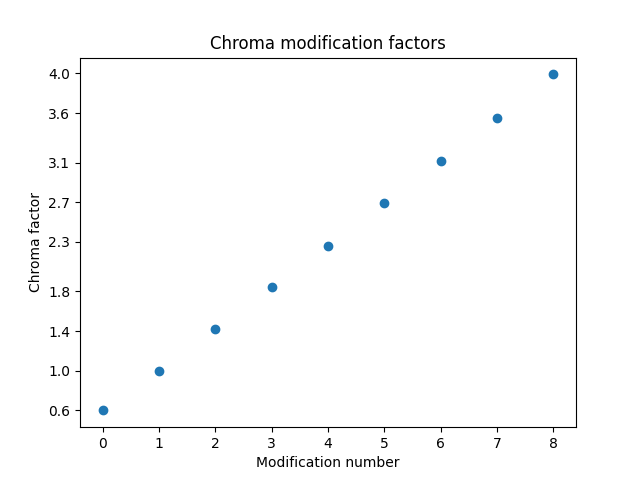 Chroma modification factors
Chroma factor
4.0
3.6
3.1
2.7
2.3
1.8
1.4
1.0
0.6
0 1 2 3 4 5 6 7 8
Modification number